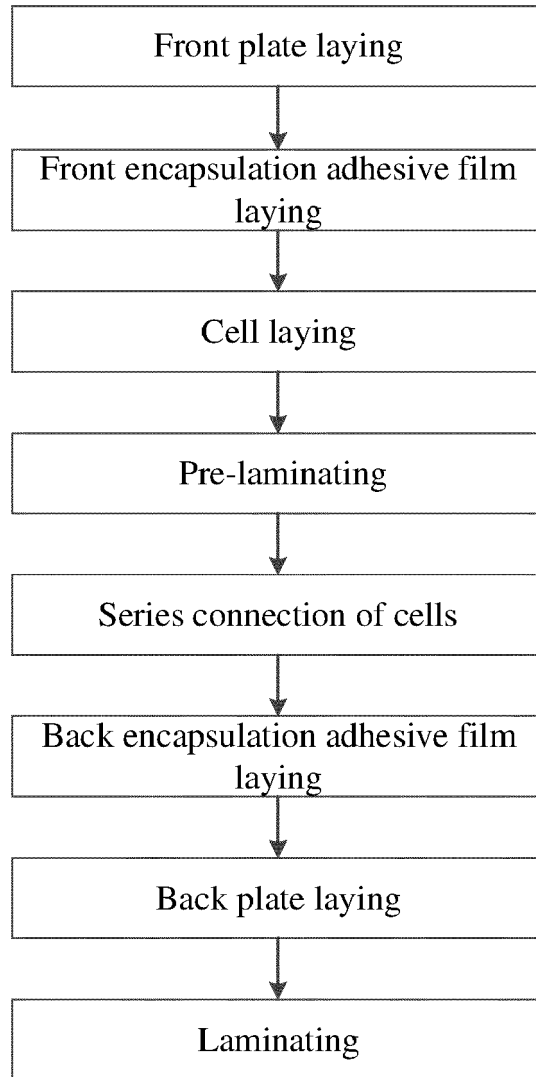 Front plate laying
Front encapsulation adhesive film
laying
Cell laying
Pre-laminating
Series connection of cells
Back encapsulation adhesive film
laying
Back plate laying
Laminating